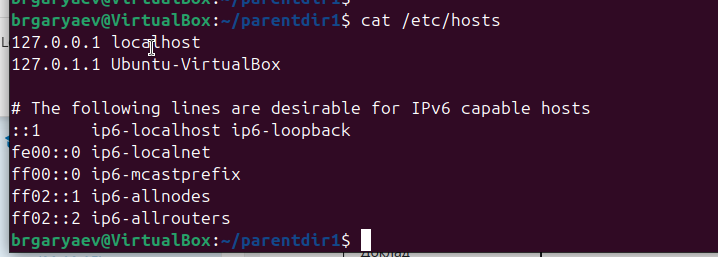 brgaryaev@VirtualBox:~/parentdir1$ cat /etc/hosts
127.0.0.1 localhost
127.0.1.1 Ubuntu-VirtualBox
# The following lines are desirable for IPv6 capable hosts
::1     ip6-localhost ip6-loopback
fe00::0 ip6-localnet
ff00::0 ip6-mcastprefix
ff02::1 ip6-allnodes
ff02::2 ip6-allrouters
brgaryaev@VirtualBox:~/parentdir1$